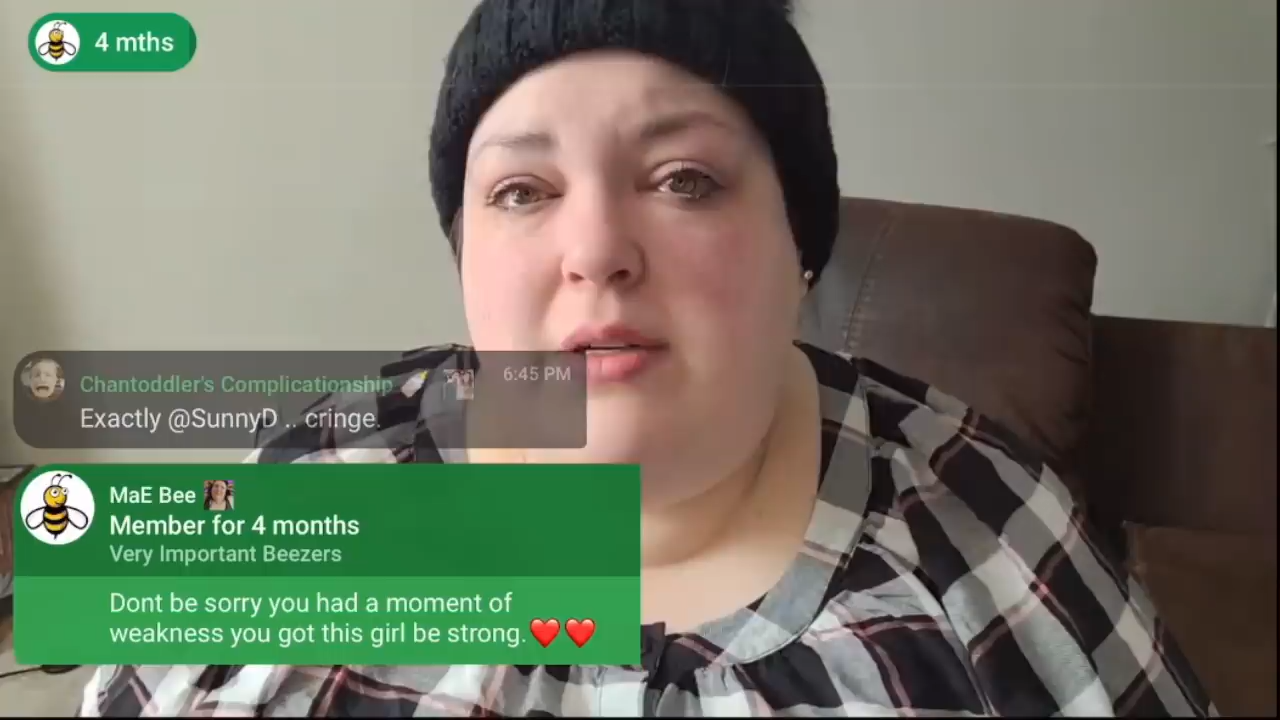 4 mths
Chantoddler's Complicationship
6:45 PM
Exactly @SunnyD .. cringe.
MaE Bee
Member for 4 months
Very Important Beezers
Dont be sorry you had a moment of
weakness you got this girl be strong.❤️❤️